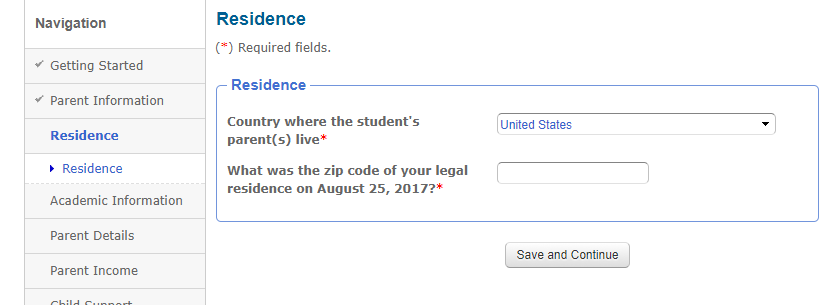 Navigation
Getting Started
Parent Information
Residence
Residence
Academic Information
Parent Details
Parent Income
Child Support
Residence
(*) Required fields.
Residence
Country where the student's
parent(s) live*
United States
What was the zip code of your legal
residence on August 25, 2017?*
Save and Continue